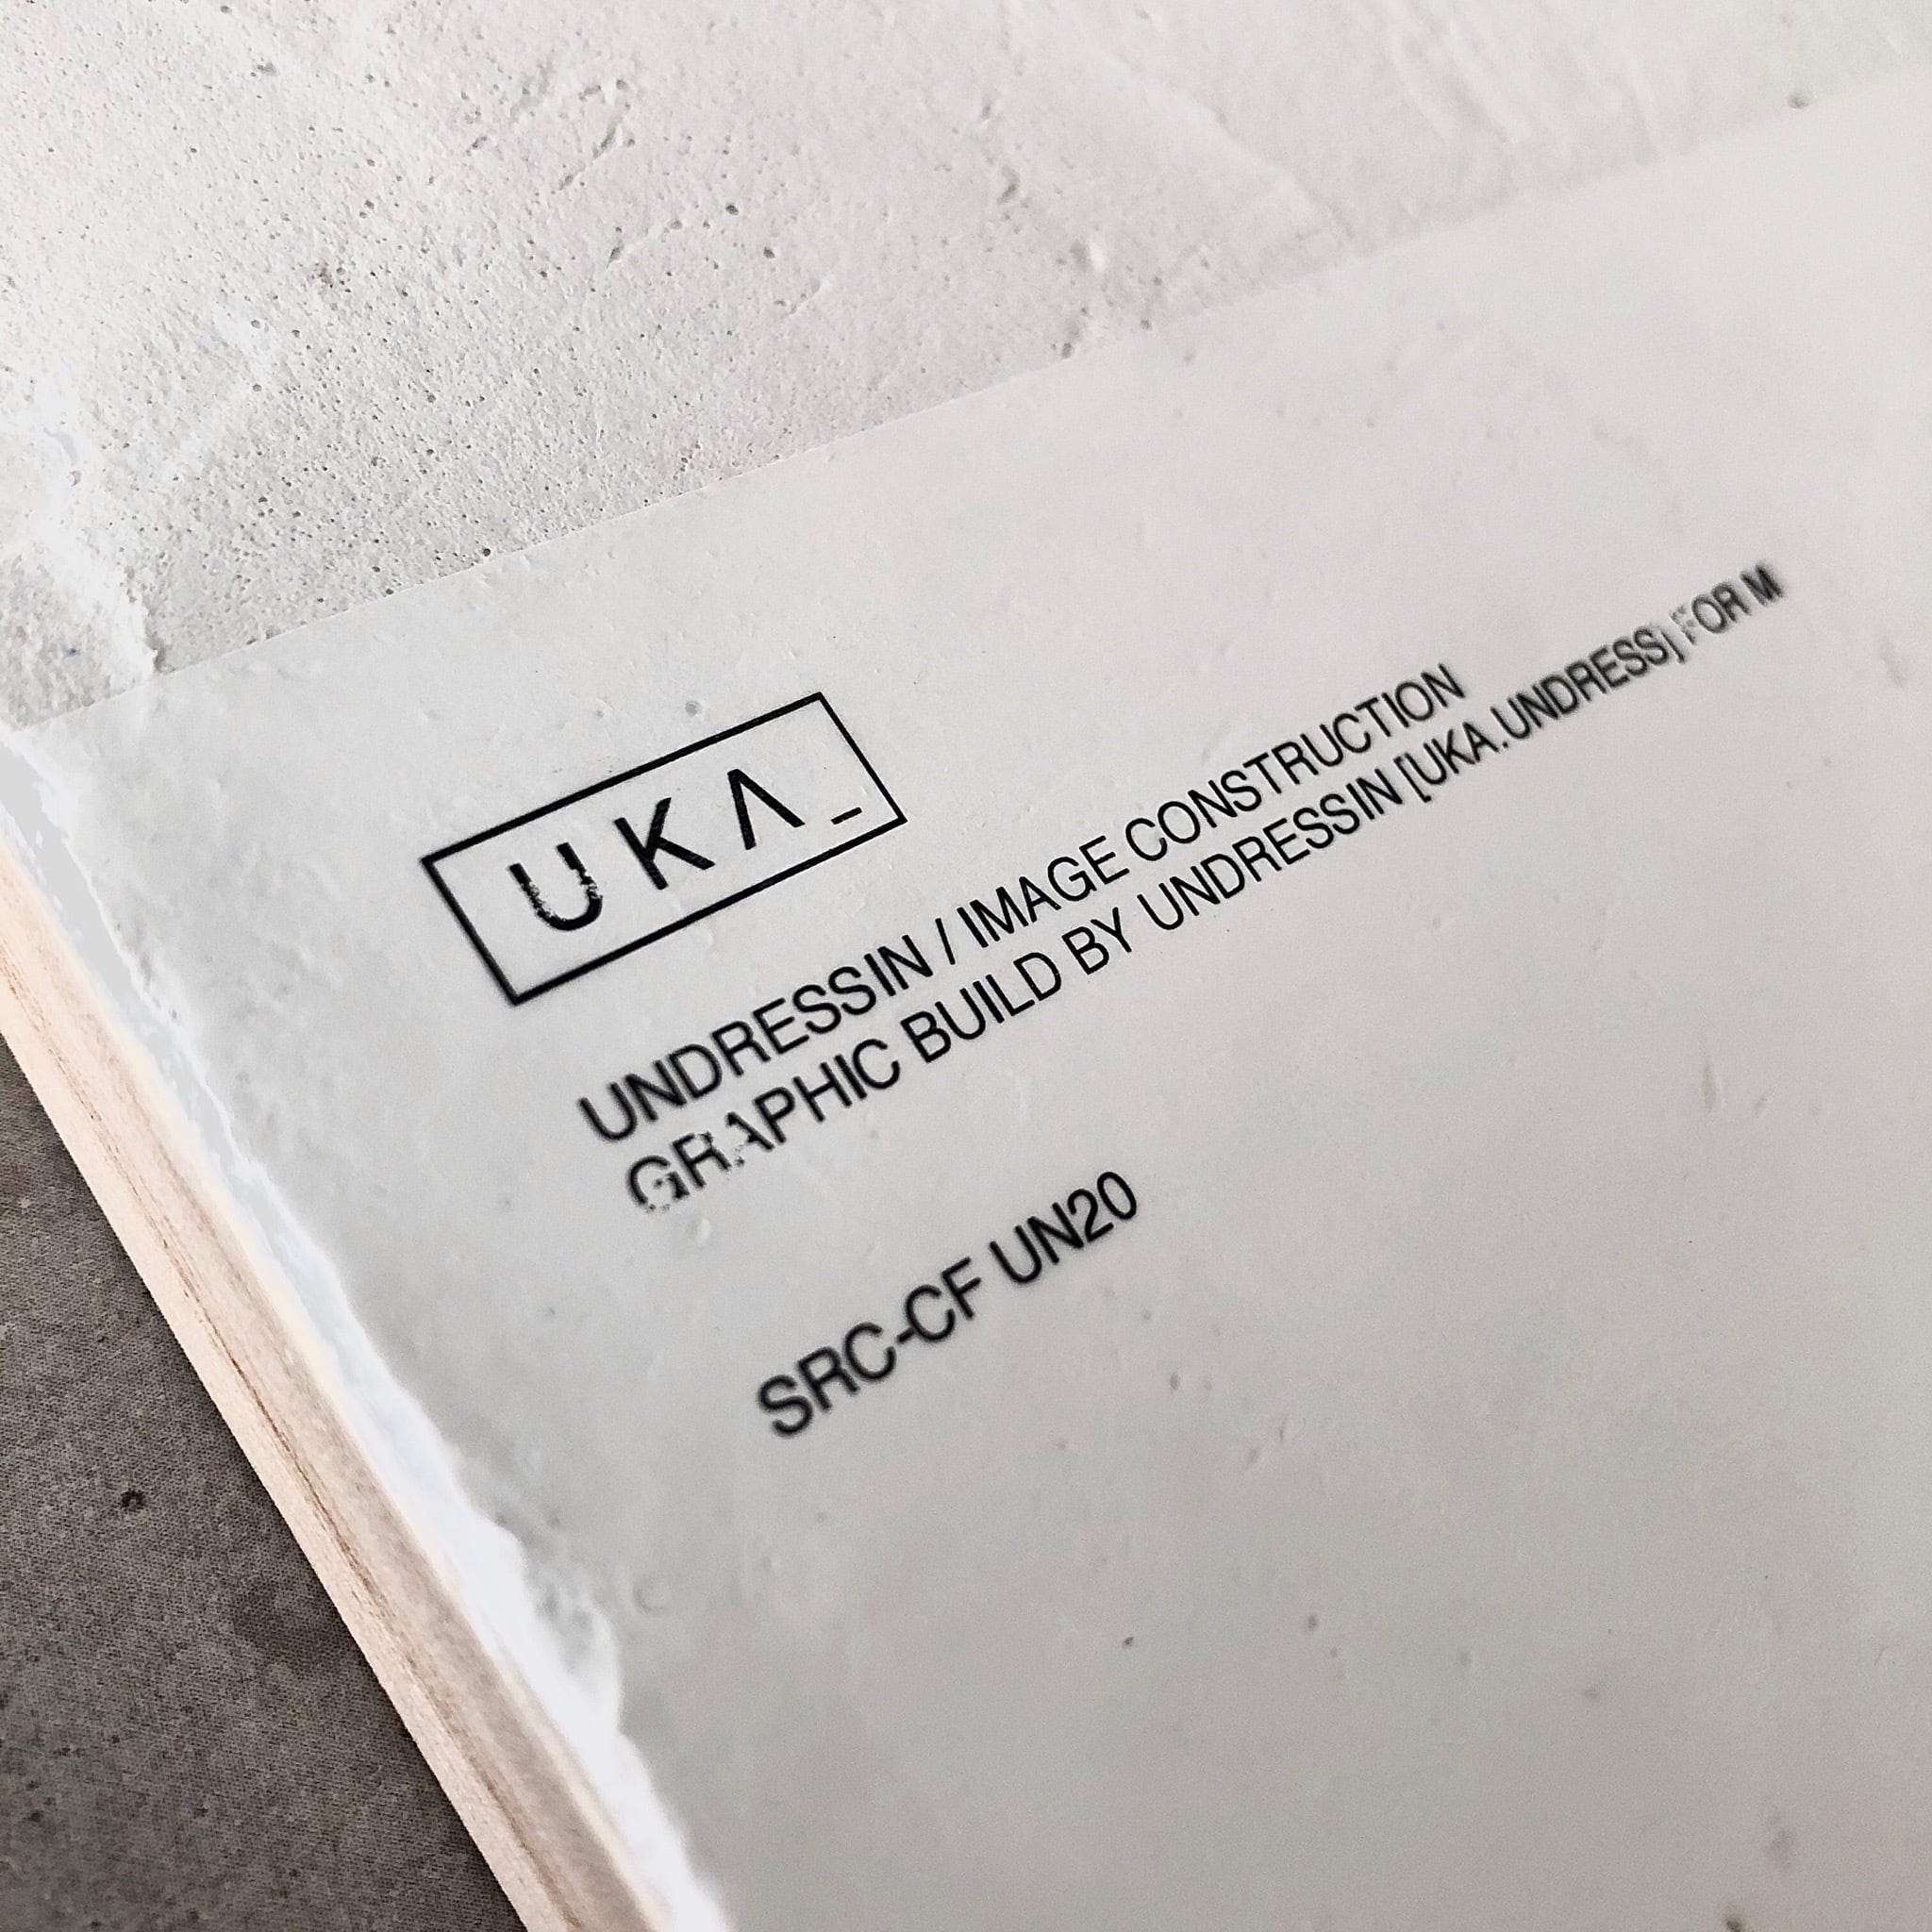 UKΛ_
UNDRESSIN / IMAGE CONSTRUCTION
GRAPHIC BUILD BY UNDRESSIN [UKA.UNDRESS] FOR M
SRC-CF UN20